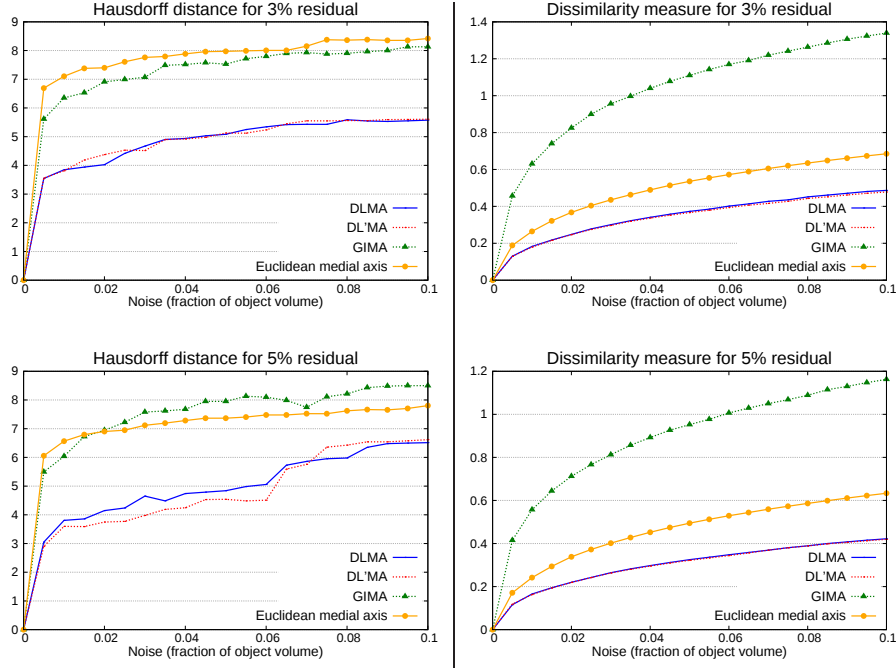 Hausdorff distance for 3% residual
9
8
7
6
5
4
3
2
1
0
0 0.02 0.04 0.06 0.08 0.1
Noise (fraction of object volume)
DLMA
DL'MA
GIMA
Euclidean medial axis
Dissimilarity measure for 3% residual
1.4
1.2
1
0.8
0.6
0.4
0.2
0
0 0.02 0.04 0.06 0.08 0.1
Noise (fraction of object volume)
DLMA
DL'MA
GIMA
Euclidean medial axis
Hausdorff distance for 5% residual
9
8
7
6
5
4
3
2
1
0
0 0.02 0.04 0.06 0.08 0.1
Noise (fraction of object volume)
DLMA
DL'MA
GIMA
Euclidean medial axis
Dissimilarity measure for 5% residual
1.2
1
0.8
0.6
0.4
0.2
0
0 0.02 0.04 0.06 0.08 0.1
Noise (fraction of object volume)
DLMA
DL'MA
GIMA
Euclidean medial axis